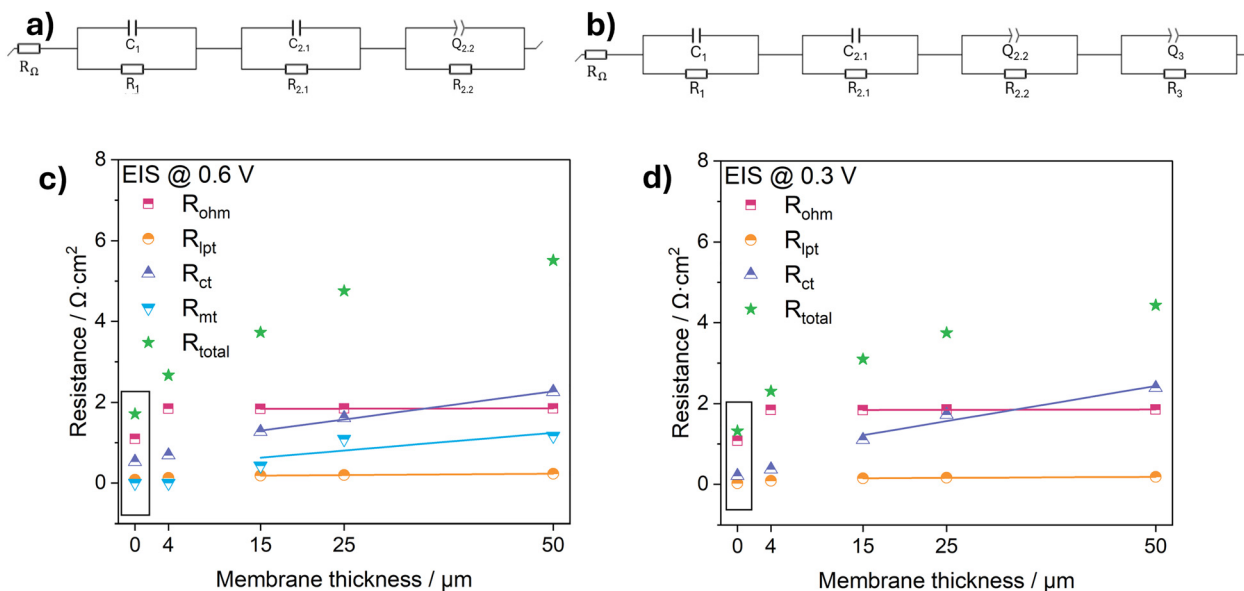 a)
C1
C2.1
Q2.2
RΩ
R1
R2.1
R2.2
b)
C1
C2.1
Q2.2
Q3
RΩ
R1
R2.1
R2.2
R3
c)
EIS @ 0.6 V
Rohm
Rlpt
Rct
Rmt
Rtotal
Resistance / Ω·cm²
8
6
4
2
0
0 4 15 25 50
Membrane thickness / µm
d)
EIS @ 0.3 V
Rohm
Rlpt
Rct
Rtotal
Resistance / Ω·cm²
8
6
4
2
0
0 4 15 25 50
Membrane thickness / µm